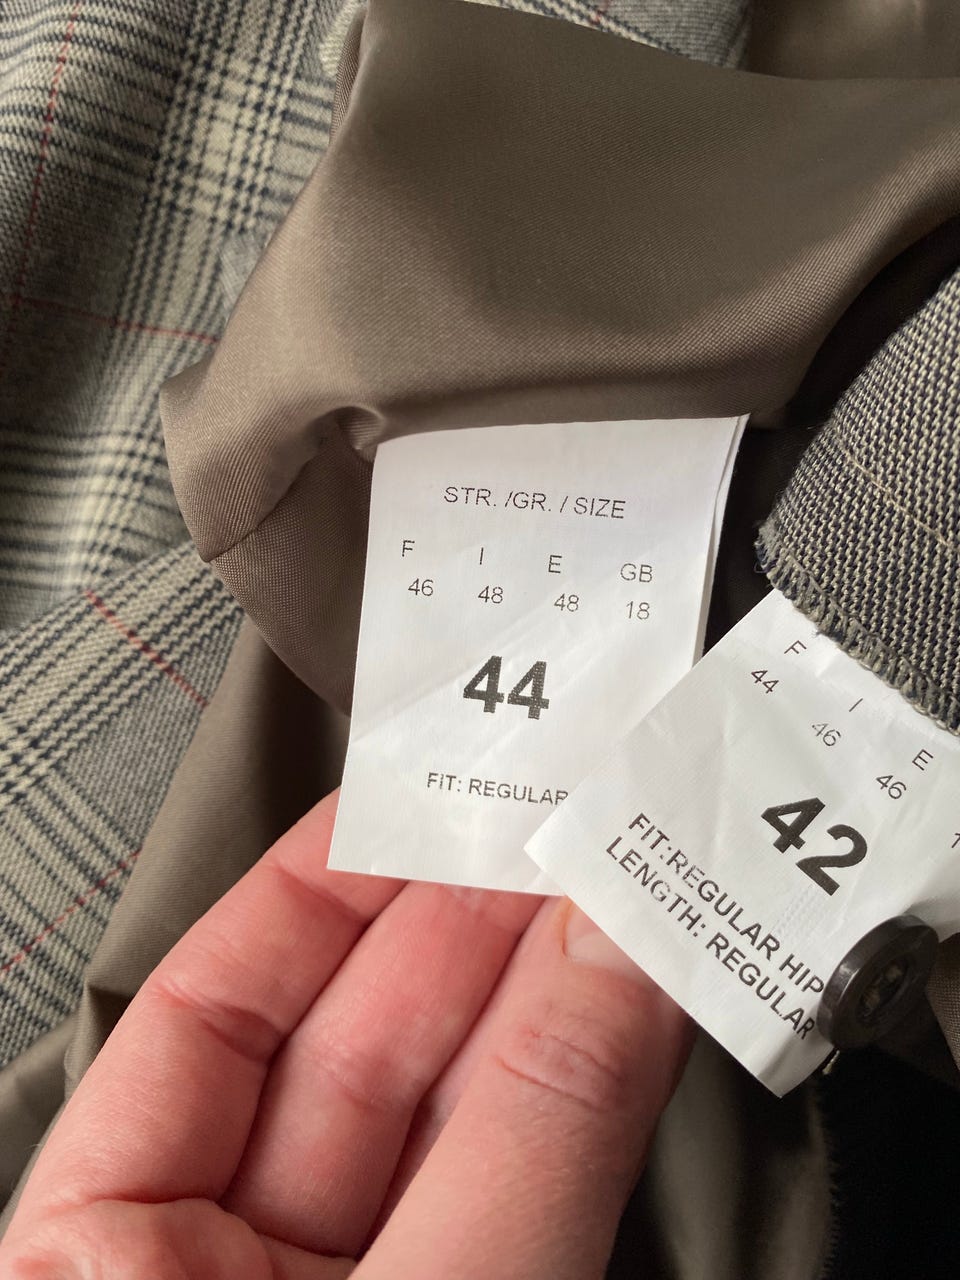 STR. /GR. / SIZE
F I E GB
46 48 48 18
44
FIT: REGULAR
F I E
44 46 46
42
FIT:REGULAR HIP
LENGTH: REGULAR